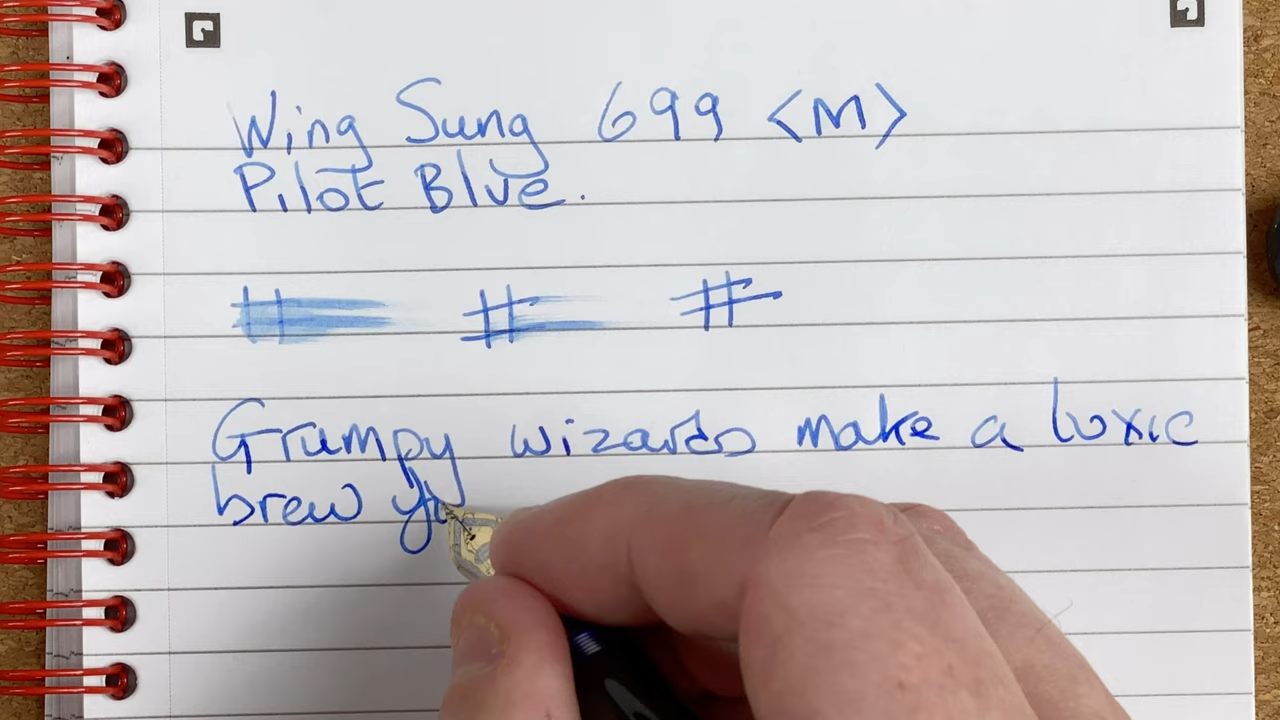 Wing Sung 699 <M>
Pilot Blue.
# # #
Grumpy wizards make a toxic
brew